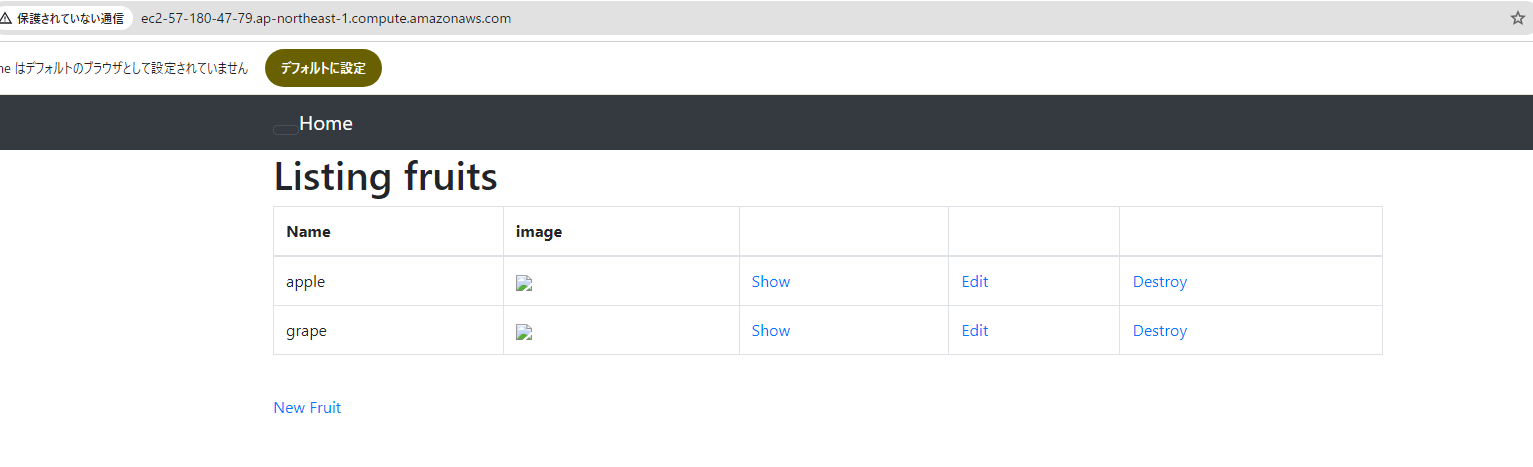 保護されていない通信 ec2-57-180-47-79.ap-northeast-1.compute.amazonaws.com
me はデフォルトのブラウザとして設定されていません デフォルトに設定
Home
Listing fruits
Name image
apple Show Edit Destroy
grape Show Edit Destroy
New Fruit